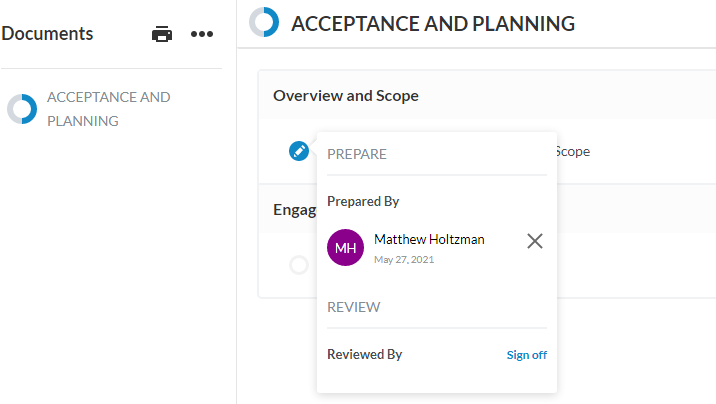 Documents
ACCEPTANCE AND
PLANNING
ACCEPTANCE AND PLANNING
Overview and Scope
Scope
PREPARE
Prepared By
Engag
MH
Matthew Holtzman
May 27, 2021
REVIEW
Reviewed By
Sign off